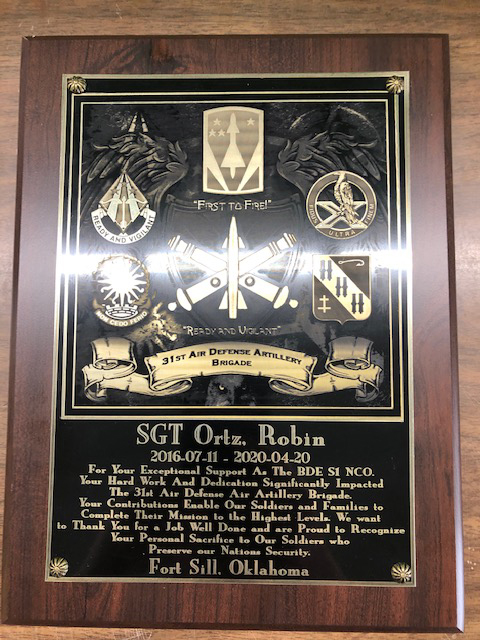 "FIRST TO FIRE!"
READY AND VIGILANT
ULTRA
NON CEDO FERIO
"READY AND VIGILANT"
31ST AIR DEFENSE ARTILLERY
BRIGADE
SGT Ortz, Robin
2016-07-11 - 2020-04-20
For Your Exceptional Support As The BDE S1 NCO.
Your Hard Work And Dedication Significantly Impacted
The 31st Air Defense Air Artillery Brigade.
Your Contributions Enable Our Soldiers and Families to
Complete Their Mission to the Highest Levels. We want
to Thank You for a Job Well Done and are Proud to Recognize
Your Personal Sacrifice to Our Soldiers who
Preserve our Nations Security.
Fort Sill, Oklahoma